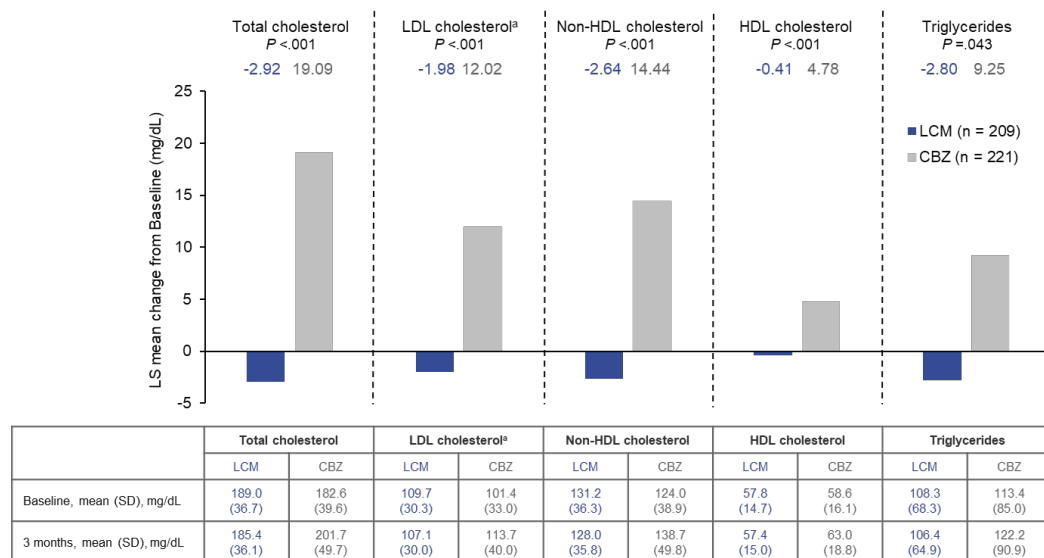 Total cholesterol
P <.001
-2.92 19.09
LDL cholesterolᵃ
P <.001
-1.98 12.02
Non-HDL cholesterol
P <.001
-2.64 14.44
HDL cholesterol
P <.001
-0.41 4.78
Triglycerides
P =.043
-2.80 9.25
LS mean change from Baseline (mg/dL)
25
20
15
10
5
0
-5
LCM (n = 209)
CBZ (n = 221)
Total cholesterol LDL cholesterolᵃ Non-HDL cholesterol HDL cholesterol Triglycerides
LCM CBZ LCM CBZ LCM CBZ LCM CBZ LCM CBZ
Baseline, mean (SD), mg/dL 189.0 182.6 109.7 101.4 131.2 124.0 57.8 58.6 108.3 113.4
(36.7) (39.6) (30.3) (33.0) (36.3) (38.9) (14.7) (16.1) (68.3) (85.0)
3 months, mean (SD), mg/dL 185.4 201.7 107.1 113.7 128.0 138.7 57.4 63.0 106.4 122.2
(36.1) (49.7) (30.0) (40.0) (35.8) (49.8) (15.0) (18.8) (64.9) (90.9)